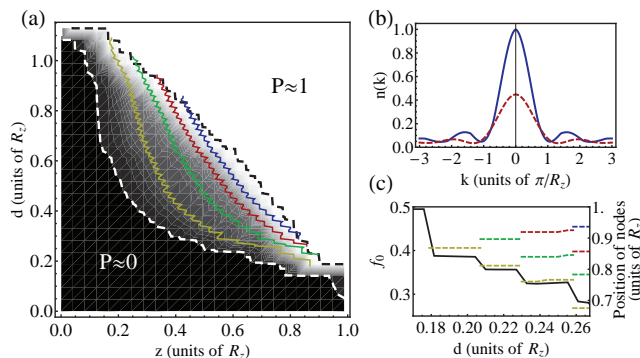 (a)
P≈1
P≈0
d (units of R_z)
1.0
0.8
0.6
0.4
0.2
0.0
0.0 0.2 0.4 0.6 0.8 1.0
z (units of R_z)
(b)
n(k)
1.0
0.8
0.6
0.4
0.2
0.0
-3 -2 -1 0 1 2 3
k (units of π/R_z)
(c)
f_0
0.5
0.4
0.3
0.18 0.20 0.22 0.24 0.26
d (units of R_z)
1.
0.9
0.8
0.7
Position of nodes
(units of R_z)